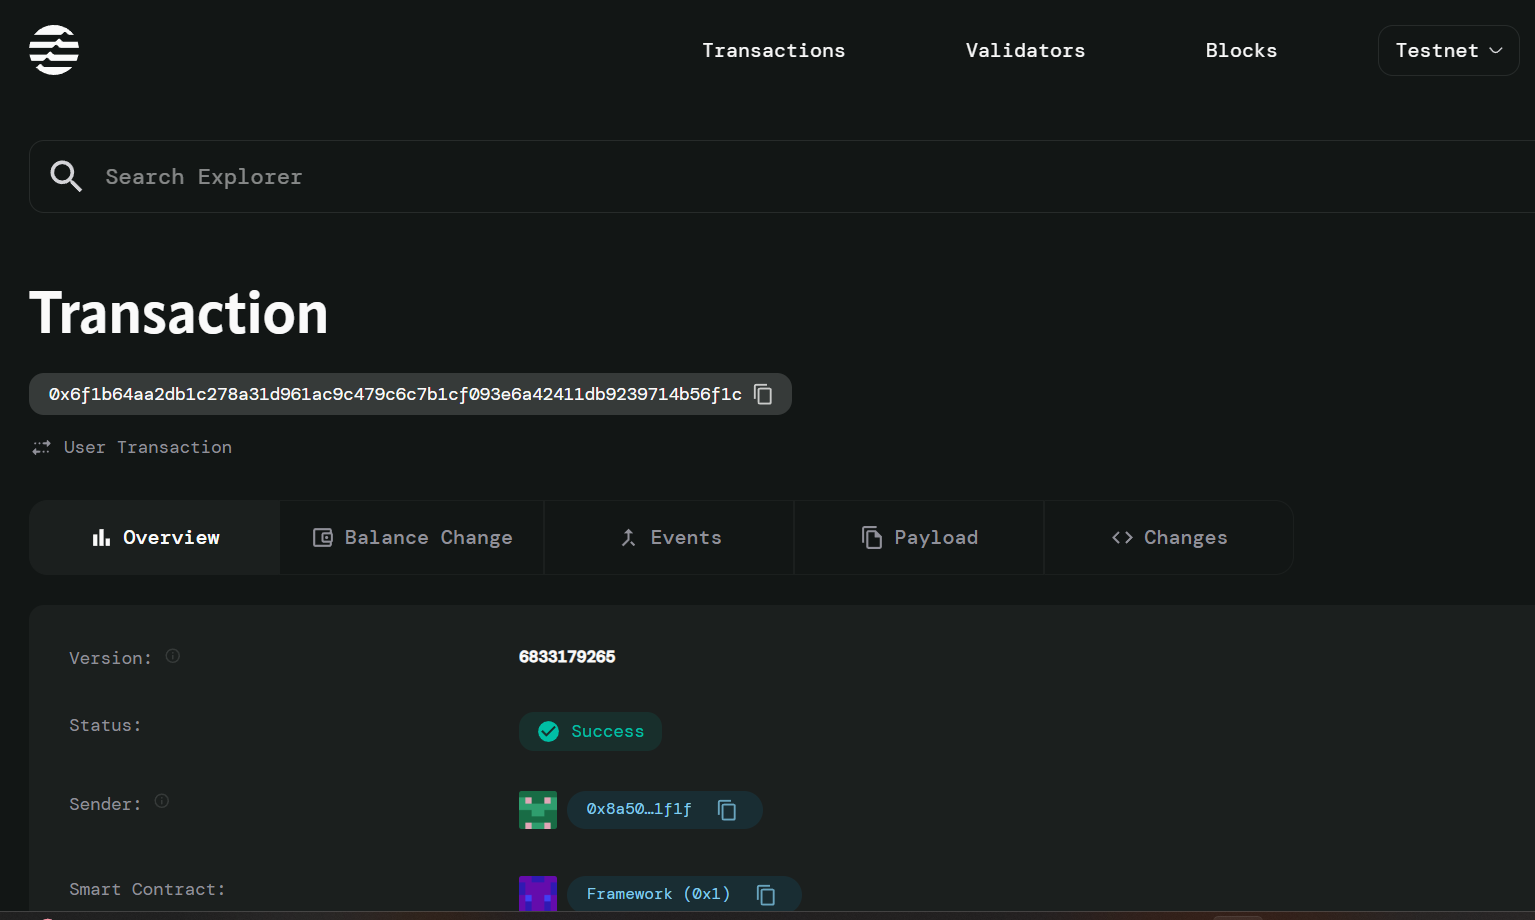 Transactions
Validators
Blocks
Testnet
Search Explorer
Transaction
0x6f1b64aa2db1c278a31d961ac9c479c6c7b1cf093e6a42411db9239714b56f1c
User Transaction
Overview
Balance Change
Events
Payload
Changes
Version:
6833179265
Status:
Success
Sender:
0x8a50…1f1f
Smart Contract:
Framework (0x1)